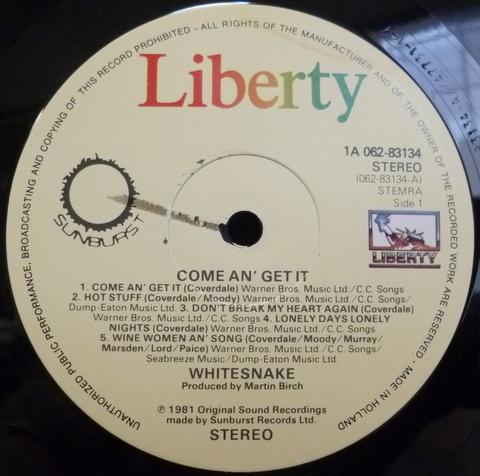 UNAUTHORIZED PUBLIC PERFORMANCE, BROADCASTING AND COPYING OF THIS RECORD PROHIBITED - ALL RIGHTS OF THE MANUFACTURER AND OF THE OWNER OF THE RECORDED WORK ARE RESERVED. - MADE IN HOLLAND
Liberty
1A 062-83134
STEREO
(062-83134-A)
STEMRA
Side 1
SUNBURST
LIBERTY
COME AN' GET IT
1. COME AN' GET IT (Coverdale) Warner Bros. Music Ltd./C.C. Songs
2. HOT STUFF (Coverdale/Moody) Warner Bros. Music Ltd./C.C. Songs/
Dump-Eaton Music Ltd. 3. DON'T BREAK MY HEART AGAIN (Coverdale)
Warner Bros. Music Ltd./C.C. Songs 4. LONELY DAYS LONELY
NIGHTS (Coverdale) Warner Bros. Music Ltd./C.C. Songs
5. WINE WOMEN AN' SONG (Coverdale/Moody/Murray/
Marsden/Lord/Paice) Warner Bros. Music Ltd./C.C. Songs/
Seabreeze Music/Dump-Eaton Music Ltd.
WHITESNAKE
Produced by Martin Birch
℗ 1981 Original Sound Recordings
made by Sunburst Records Ltd.
STEREO